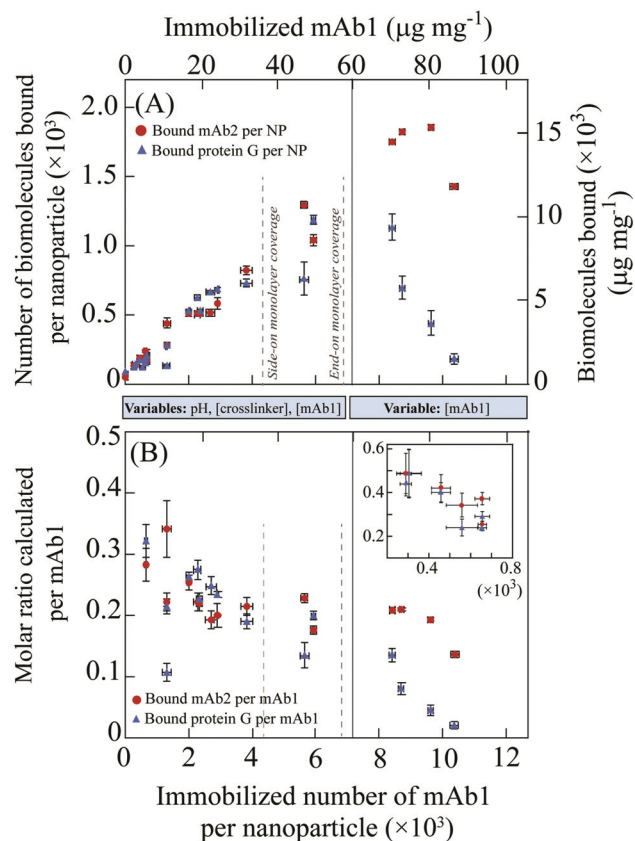 Immobilized mAb1 (µg mg⁻¹)
0 20 40 60 80 100
(A)
Bound mAb2 per NP
Bound protein G per NP
Number of biomolecules bound
per nanoparticle (×10³)
2.0
1.5
1.0
0.5
0
Side-on monolayer coverage
End-on monolayer coverage
15
10
5
0
Biomolecules bound (×10³)
(µg mg⁻¹)
Variables: pH, [crosslinker], [mAb1]
Variable: [mAb1]
(B)
Molar ratio calculated
per mAb1
0.5
0.4
0.3
0.2
0.1
0
0.6
0.4
0.2
0.4 0.6 0.8
(×10³)
Bound mAb2 per mAb1
Bound protein G per mAb1
0 2 4 6 8 10 12
Immobilized number of mAb1
per nanoparticle (×10³)